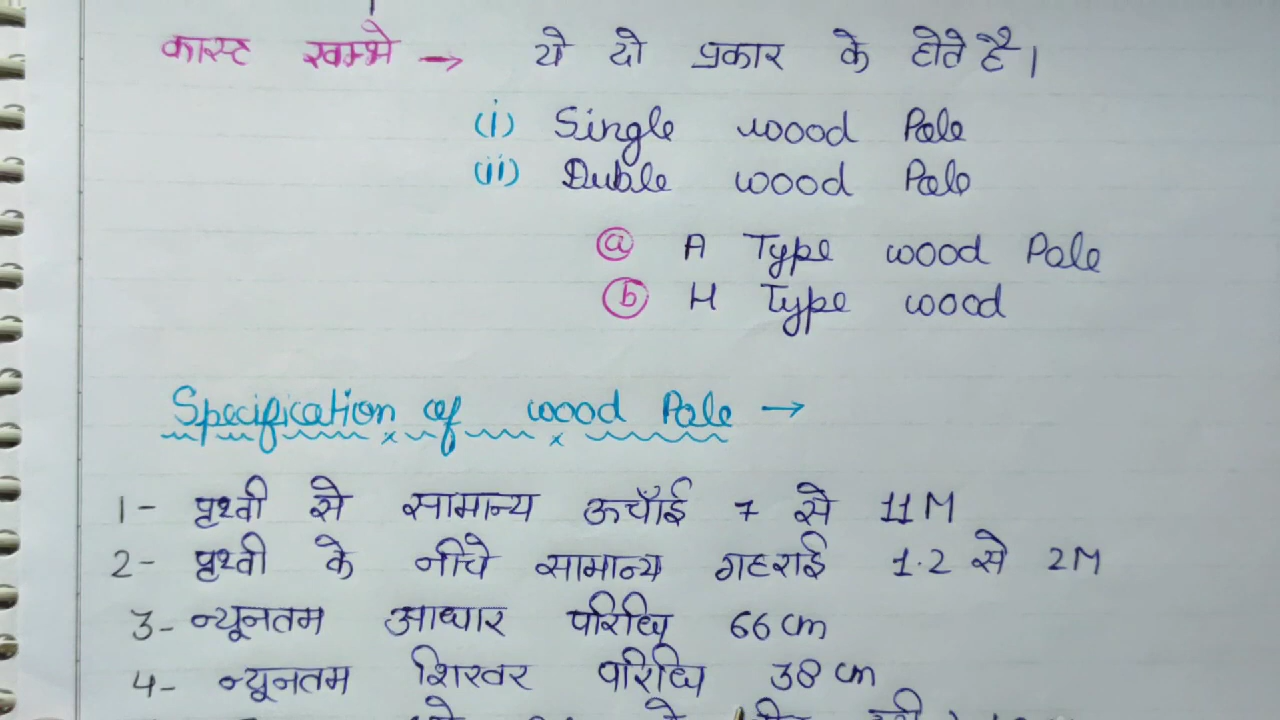 कास्ट खम्भे → ये दो प्रकार के होते है।
(i) Single wood Pole
(ii) Duble wood Pole
(a) A Type wood Pole
(b) H Type wood
Specification of wood Pole →
1- पृथ्वी से सामान्य ऊचाँई 7 से 11M
2- पृथ्वी के नीचे सामान्य गहराई 1.2 से 2M
3- न्यूनतम आधार परिधि 66 cm
4- न्यूनतम शिखर परिधि 38 cm